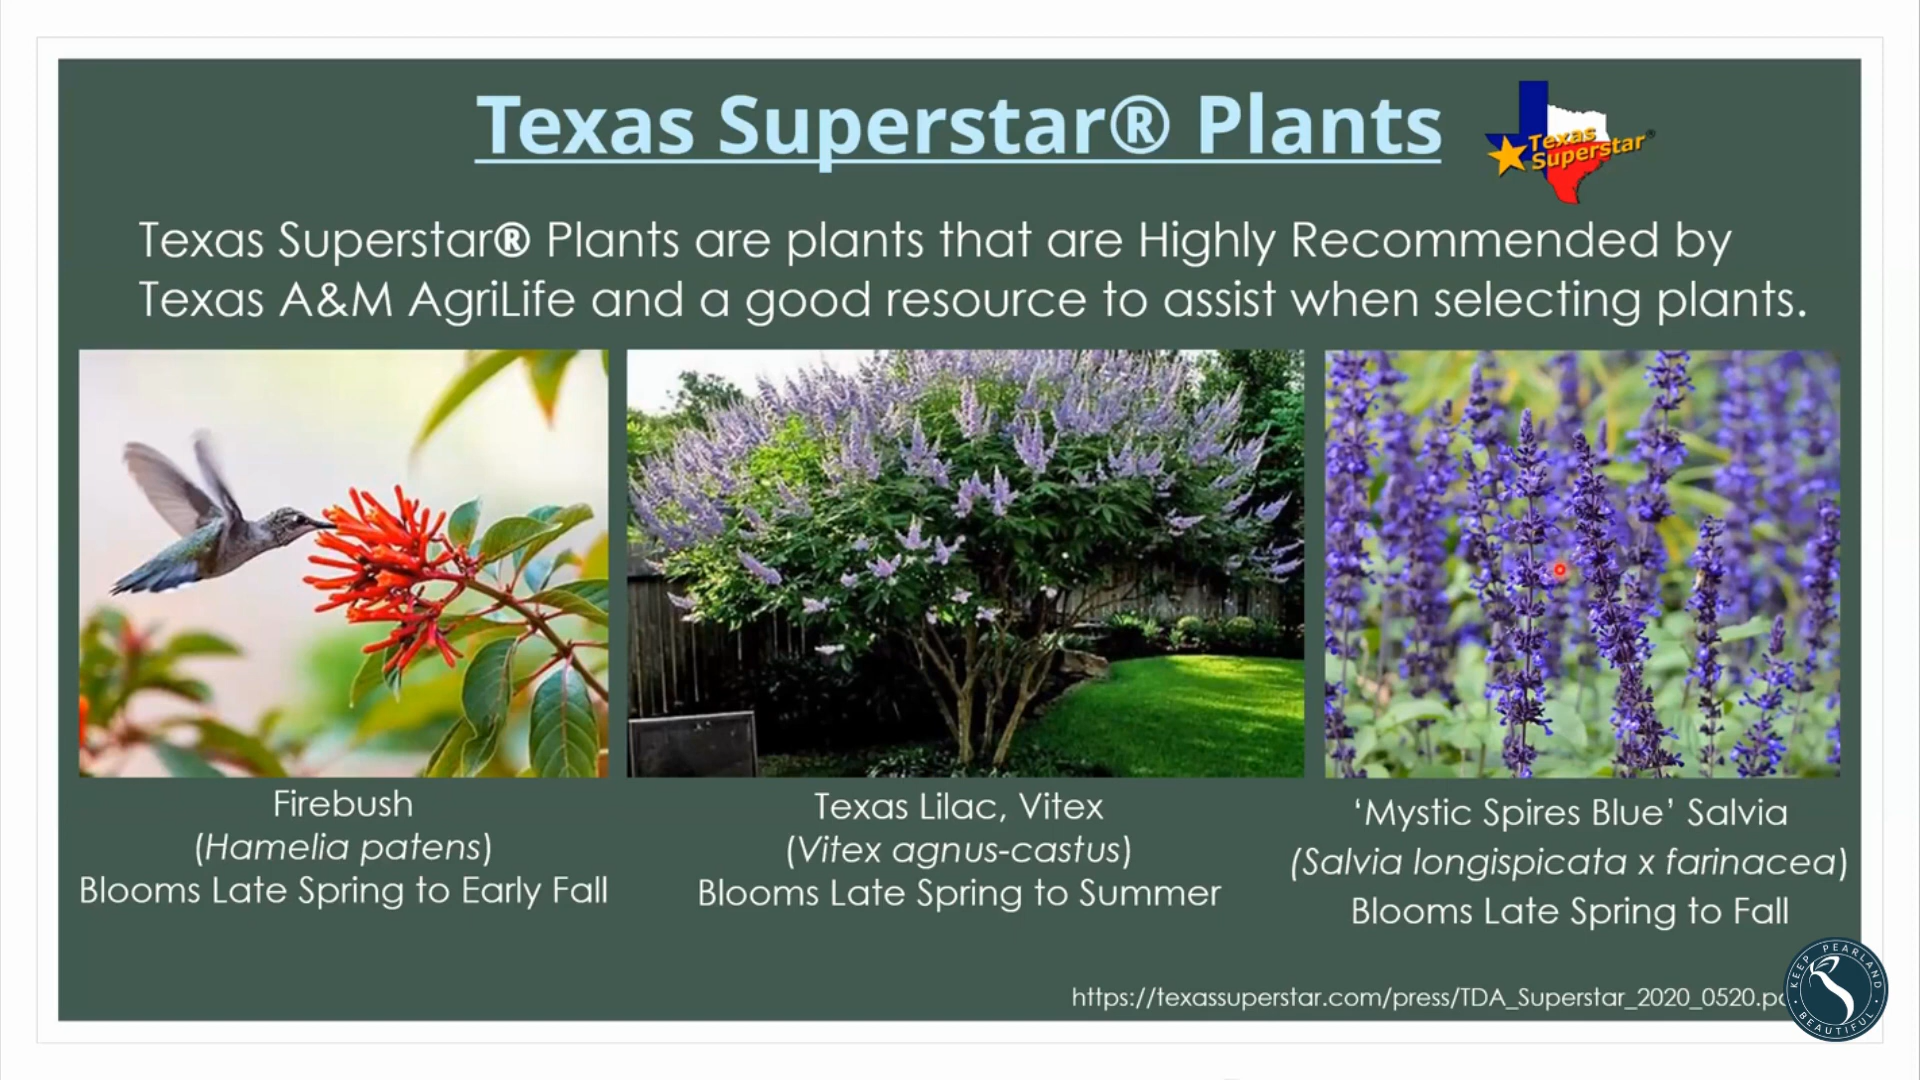 Texas Superstar® Plants
Texas
Superstar®
Texas Superstar® Plants are plants that are Highly Recommended by
Texas A&M AgriLife and a good resource to assist when selecting plants.
Firebush
(Hamelia patens)
Blooms Late Spring to Early Fall
Texas Lilac, Vitex
(Vitex agnus-castus)
Blooms Late Spring to Summer
‘Mystic Spires Blue’ Salvia
(Salvia longispicata x farinacea)
Blooms Late Spring to Fall
https://texassuperstar.com/press/TDA_Superstar_2020_0520.p
KEEP PEARLAND
BEAUTIFUL